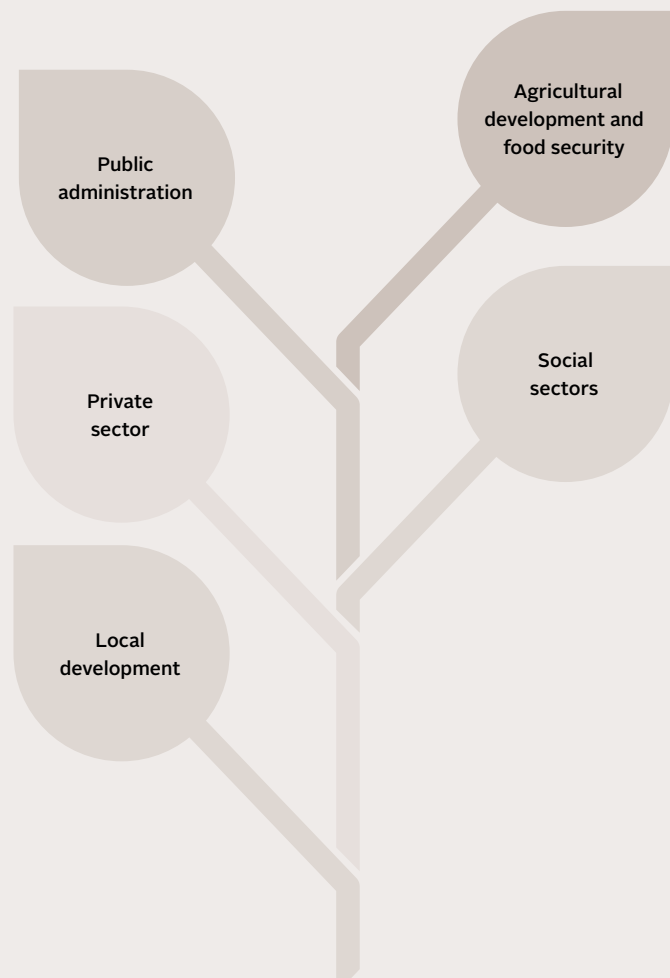 Agricultural
development and
food security
Public
administration
Social
sectors
Private
sector
Local
development